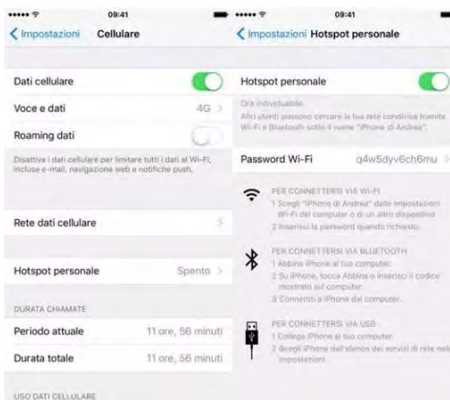 09:41
Impostazioni Cellulare
Dati cellulare
Voce e dati 4G
Roaming dati
Disattiva i dati cellulare per limitare tutti i dati al Wi-Fi,
incluse e-mail, navigazione web e notifiche push.
Rete dati cellulare
Hotspot personale Spento
DURATA CHIAMATE
Periodo attuale 11 ore, 56 minuti
Durata totale 11 ore, 56 minuti
USO DATI CELLULARE
09:41
Impostazioni Hotspot personale
Hotspot personale
Ora individuabile.
Altri utenti possono cercare la tua rete condivisa tramite
Wi-Fi e Bluetooth sotto il nome "iPhone di Andrea".
Password Wi-Fi q4w5dyv6ch6mu
PER CONNETTERSI VIA WI-FI
1 Scegli "iPhone di Andrea" dalle impostazioni
Wi-Fi del computer o di un altro dispositivo
2 Inserisci la password quando richiesto.
PER CONNETTERSI VIA BLUETOOTH
1 Abbina iPhone al tuo computer.
2 Su iPhone, tocca Abbina o inserisci il codice
mostrato sul computer.
3 Connettiti a iPhone dal computer.
PER CONNETTERSI VIA USB
1 Collega iPhone al tuo computer.
2 Scegli iPhone dall'elenco dei servizi di rete nelle
impostazioni.